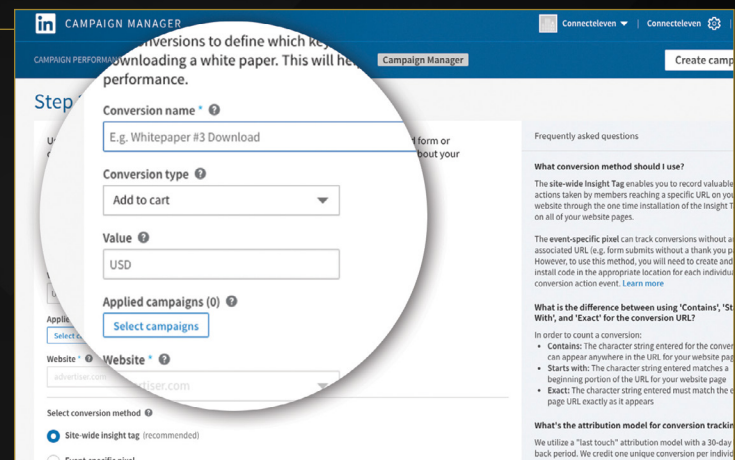 in CAMPAIGN MANAGER
Connecteleven
Connecteleven
CAMPAIGN
Campaign Manager
Create camp
conversions to define which key
downloading a white paper. This will he
performance.
Step
Conversion name *
E.g. Whitepaper #3 Download
d form or
bout your
Conversion type
Add to cart
Value
USD
Applied campaigns (0)
Select campaigns
Applie
Select c
Website *
Website *
advertiser.com
rtiser.com
Select conversion method
Site-wide insight tag (recommended)
Event-specific pixel
Frequently asked questions
What conversion method should I use?
The site-wide Insight Tag enables you to record valuable
actions taken by members reaching a specific URL on you
website through the one time installation of the Insight T
on all of your website pages.
The event-specific pixel can track conversions without a
associated URL (e.g. form submits without a thank you p
However, to use this method, you will need to create and
install code in the appropriate location for each individua
conversion action event. Learn more
What is the difference between using 'Contains', 'St
With', and 'Exact' for the conversion URL?
In order to count a conversion:
• Contains: The character string entered for the conver
can appear anywhere in the URL for your website pag
• Starts with: The character string entered matches a
beginning portion of the URL for your website page
• Exact: The character string entered must match the e
page URL exactly as it appears
What's the attribution model for conversion trackin
We utilize a "last touch" attribution model with a 30-day
back period. We credit one unique conversion per individ